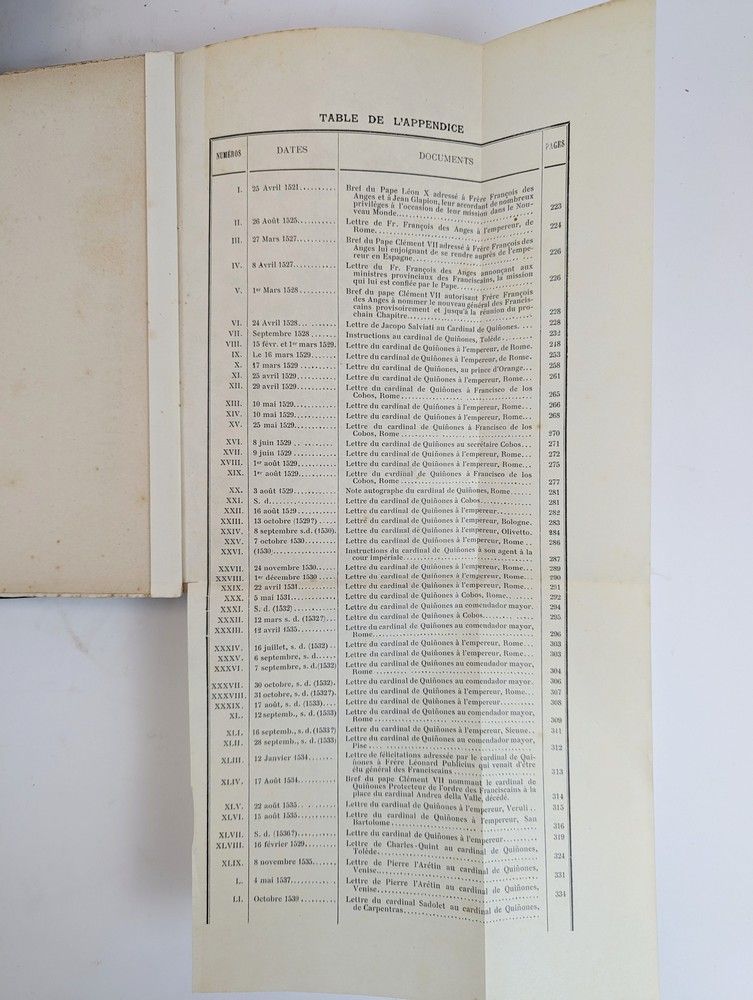 TABLE DE L'APPENDICE
NUMÉROS DATES DOCUMENTS PAGES
I. 25 Avril 1521.......... Bref du Pape Léon X adressé à Frère François des
Anges et à Jean Glapion, leur accordant de nombreux
privilèges à l'occasion de leur mission dans le Nou-
veau Monde.......... 223
II. 26 Août 1525.......... Lettre de Fr. François des Anges à l'empereur, de
Rome.......... 224
III. 27 Mars 1527.......... Bref du Pape Clément VII adressé à Frère François des
Anges lui enjoignant de se rendre auprès de l'empe-
reur en Espagne.......... 226
IV. 8 Avril 1527.......... Lettre du Fr. François des Anges annonçant aux
ministres provinciaux des Franciscains, la mission
qui lui est confiée par le Pape.......... 226
V. 1er Mars 1528.......... Bref du pape Clément VII autorisant Frère François
des Anges à nommer le nouveau général des Francis-
cains provisoirement et jusqu'à la réunion du pro-
chain Chapitre.......... 228
VI. 24 Avril 1528.......... Lettre de Jacopo Salviati au Cardinal de Quiñones.... 228
VII. Septembre 1528.......... Instructions au cardinal de Quiñones, Tolède.......... 232
VIII. 15 févr. et 1er mars 1529. Lettre du cardinal de Quiñones à l'empereur, de Rome. 248
IX. Le 16 mars 1529.... Lettre du cardinal de Quiñones à l'empereur, de Rome. 253
X. 17 mars 1529.......... Lettre du cardinal de Quiñones, au prince d'Orange... 258
XI. 25 avril 1529.......... Lettre du cardinal de Quiñones à l'empereur, Rome... 261
XII. 29 avril 1529.......... Lettre du cardinal de Quiñones à Francisco de los
Cobos, Rome.......... 265
XIII. 10 mai 1529.......... Lettre du cardinal de Quiñones à l'empereur, Rome... 266
XIV. 10 mai 1529.......... Lettre du cardinal de Quiñones à l'empereur, Rome... 268
XV. 25 mai 1529.......... Lettre du cardinal de Quiñones à Francisco de los
Cobos, Rome.......... 270
XVI. 8 juin 1529.......... Lettre du cardinal de Quiñones au secrétaire Cobos... 271
XVII. 9 juin 1529.......... Lettre du cardinal de Quiñones à l'empereur, Rome... 272
XVIII. 1er août 1529.......... Lettre du cardinal de Quiñones à l'empereur, Rome... 275
XIX. 1er août 1529.......... Lettre du cardinal de Quiñones à Francisco de los
Cobos, Rome.......... 277
XX. 3 août 1529.......... Note autographe du cardinal de Quiñones, Rome...... 281
XXI. S. d.......... Lettre du cardinal de Quiñones à Cobos.......... 281
XXII. 16 août 1529.......... Lettre du cardinal de Quiñones à l'empereur.......... 282
XXIII. 13 octobre (1529?)..... Lettre du cardinal de Quiñones à l'empereur, Bologne. 283
XXIV. 8 septembre s.d. (1530). Lettre du cardinal de Quiñones à l'empereur, Olivetto. 284
XXV. 7 octobre 1530.......... Lettre du cardinal de Quiñones à l'empereur, Rome.. 286
XXVI. (1530).......... Instructions du cardinal de Quiñones à son agent à la
cour impériale.......... 287
XXVII. 24 novembre 1530..... Lettre du cardinal de Quiñones à l'empereur, Rome... 289
XXVIII. 1er décembre 1530.... Lettre du cardinal de Quiñones à l'empereur, Rome... 290
XXIX. 22 avril 1531.......... Lettre du cardinal de Quiñones à l'empereur, Rome... 291
XXX. 5 mai 1531.......... Lettre du cardinal de Quiñones à Cobos, Rome........ 292
XXXI. S. d. (1532).......... Lettre du cardinal de Quiñones au comendador mayor. 294
XXXII. 12 mars s. d. (1532?).... Lettre du cardinal de Quiñones à Cobos.......... 295
XXXIII. 12 avril 1535.......... Lettre du cardinal de Quiñones au comendador mayor,
Rome.......... 296
XXXIV. 16 juillet, s. d. (1532).. Lettre du cardinal de Quiñones à l'empereur, Rome... 303
XXXV. 6 septembre, s. d...... Lettre du cardinal de Quiñones à l'empereur, Rome... 303
XXXVI. 7 septembre, s. d. (1532) Lettre du cardinal de Quiñones au comendador mayor,
Rome.......... 304
XXXVII. 30 octobre, s. d. (1532). Lettre du cardinal de Quiñones au comendador mayor. 306
XXXVIII. 31 octobre, s. d. (1532?). Lettre du cardinal de Quiñones à l'empereur, Rome.. 307
XXXIX. 17 août, s. d. (1533).... Lettre du cardinal de Quiñones à l'empereur.......... 308
XL. 12 septemb., s. d. (1533) Lettre du cardinal de Quiñones au comendador mayor,
Rome.......... 309
XLI. 16 septemb., s. d. (1533?) Lettre du cardinal de Quiñones à l'empereur, Sienne.. 311
XLII. 28 septemb., s. d. (1533) Lettre du cardinal de Quiñones au comendador mayor,
Pise.......... 312
XLIII. 12 Janvier 1534....... Lettre de félicitations adressée par le cardinal de Qui-
ñones à Frère Léonard Publicius qui venait d'être
élu général des Franciscains.......... 313
XLIV. 17 Août 1534.......... Bref du pape Clément VII nommant le cardinal de
Quiñones Protecteur de l'ordre des Franciscains à la
place du cardinal Andrea della Valle, décédé. 314
XLV. 22 août 1535.......... Lettre du cardinal de Quiñones à l'empereur, Veruli.. 315
XLVI. 15 août 1535.......... Lettre du cardinal de Quiñones à l'empereur, San
Bartolome.......... 316
XLVII. S. d. (1536?).......... Lettre du cardinal de Quiñones à l'empereur.......... 319
XLVIII. 16 février 1529........ Lettre de Charles-Quint au cardinal de Quiñones,
Tolède.......... 324
XLIX. 8 novembre 1535........ Lettre de Pierre l'Arétin au cardinal de Quiñones,
Venise.......... 331
L. 4 mai 1537.......... Lettre de Pierre l'Arétin au cardinal de Quiñones,
Venise.......... 334
LI. Octobre 1539.......... Lettre du cardinal Sadolet au cardinal de Quiñones,
de Carpentras..........